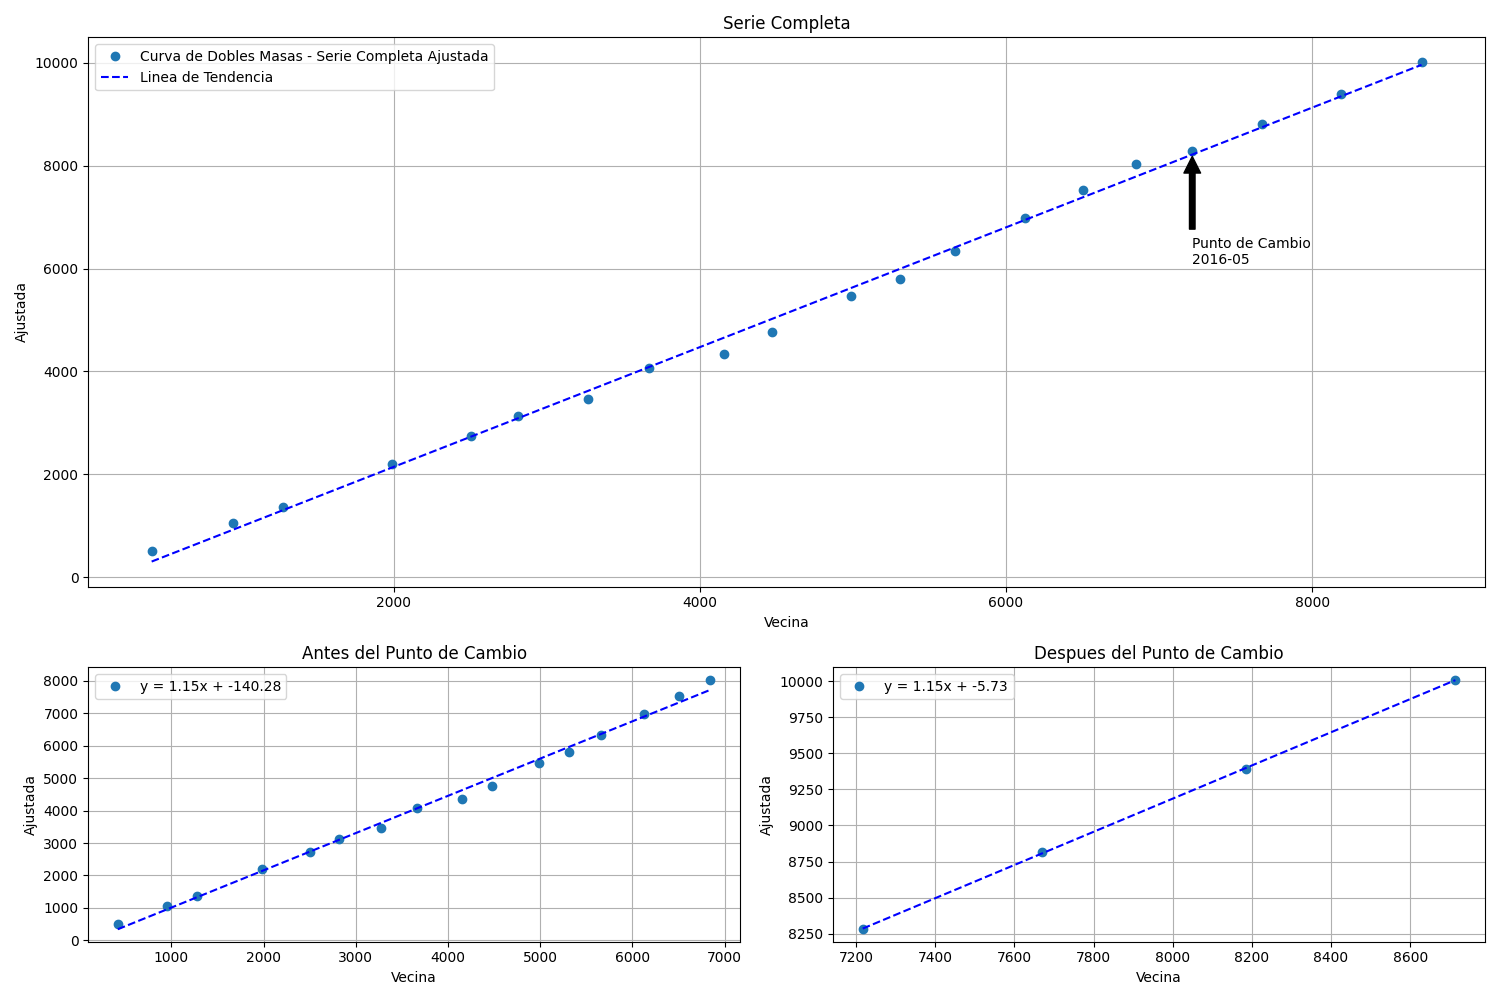 Serie Completa
Curva de Dobles Masas - Serie Completa Ajustada
Linea de Tendencia
10000
8000
6000
4000
2000
0
Ajustada
Punto de Cambio
2016-05
2000 4000 6000 8000
Vecina
Antes del Punto de Cambio
y = 1.15x + -140.28
8000
7000
6000
5000
4000
3000
2000
1000
0
Ajustada
1000 2000 3000 4000 5000 6000 7000
Vecina
Despues del Punto de Cambio
y = 1.15x + -5.73
10000
9750
9500
9250
9000
8750
8500
8250
Ajustada
7200 7400 7600 7800 8000 8200 8400 8600
Vecina